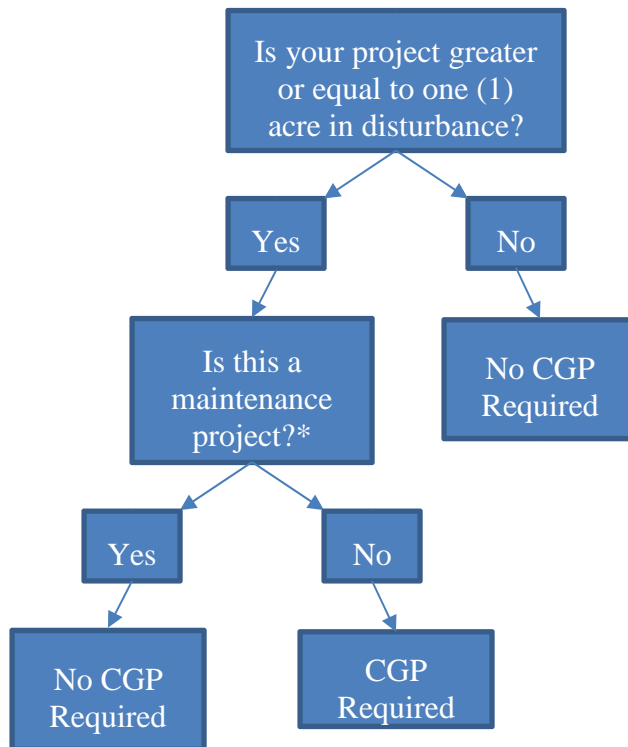 Is your project greater
or equal to one (1)
acre in disturbance?
Yes
No
Is this a
maintenance
project?*
No CGP
Required
Yes
No
No CGP
Required
CGP
Required